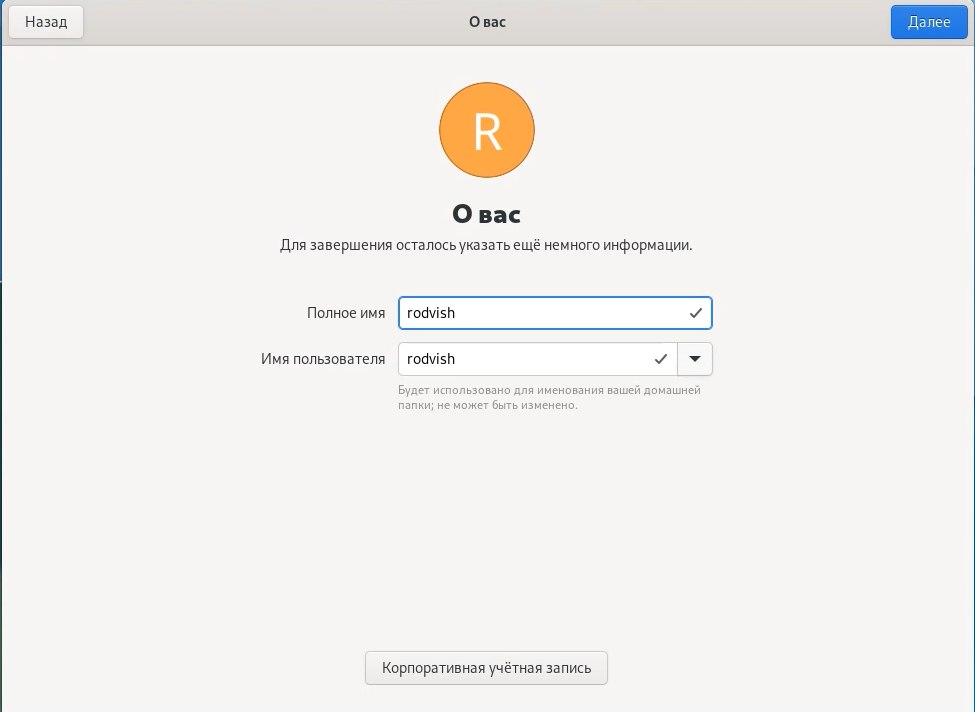 Назад
О вас
Далее
R
О вас
Для завершения осталось указать ещё немного информации.
Полное имя rodvish
Имя пользователя rodvish
Будет использовано для именования вашей домашней
папки; не может быть изменено.
Корпоративная учётная запись